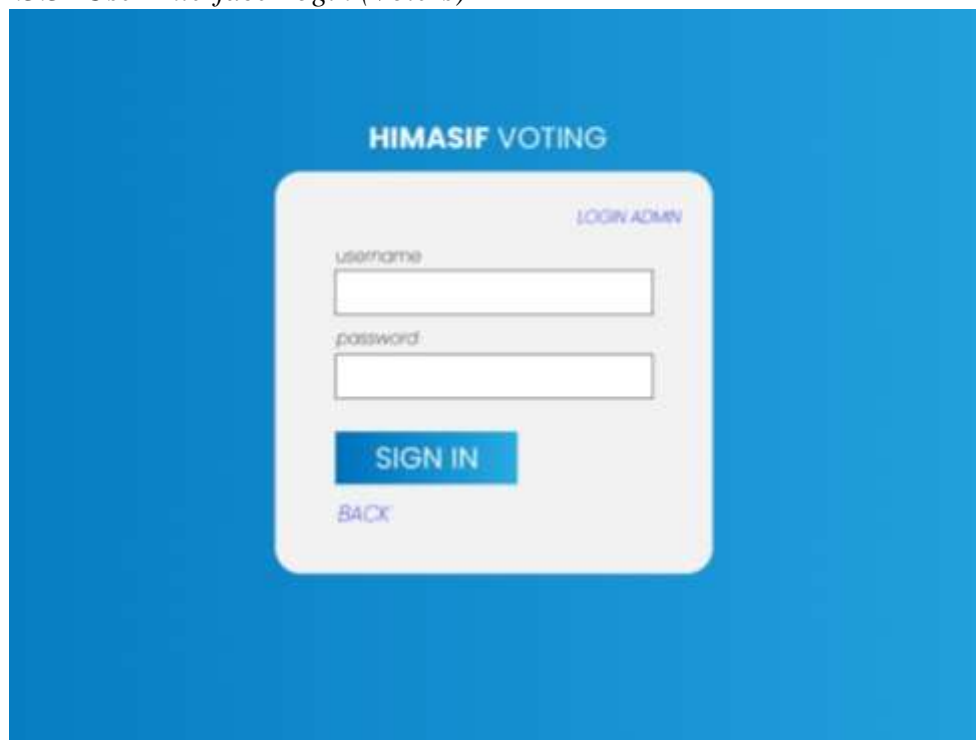 HIMASIF VOTING
LOGIN ADMIN
username
password
SIGN IN
BACK